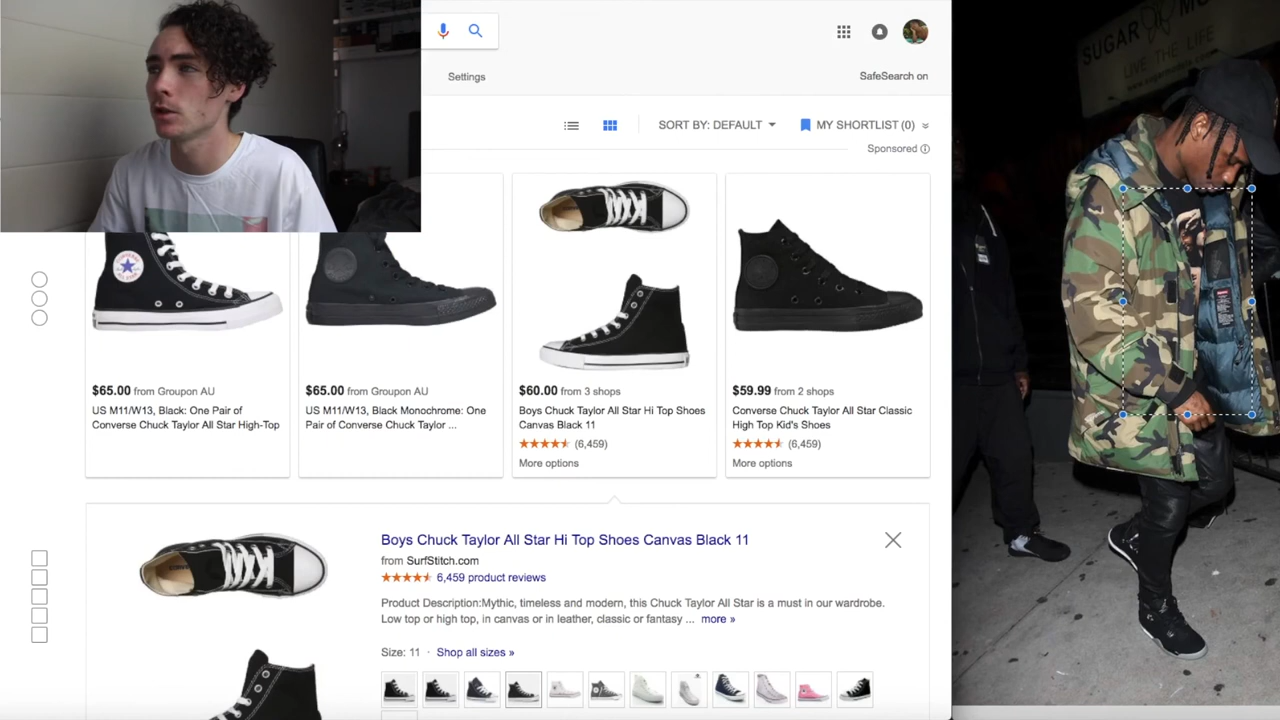 Settings
SafeSearch on
SORT BY: DEFAULT
MY SHORTLIST (0)
Sponsored
$65.00 from Groupon AU
US M11/W13, Black: One Pair of
Converse Chuck Taylor All Star High-Top
$65.00 from Groupon AU
US M11/W13, Black Monochrome: One
Pair of Converse Chuck Taylor ...
$60.00 from 3 shops
Boys Chuck Taylor All Star Hi Top Shoes
Canvas Black 11
(6,459)
More options
$59.99 from 2 shops
Converse Chuck Taylor All Star Classic
High Top Kid's Shoes
(6,459)
More options
Boys Chuck Taylor All Star Hi Top Shoes Canvas Black 11
from SurfStitch.com
6,459 product reviews
Product Description:Mythic, timeless and modern, this Chuck Taylor All Star is a must in our wardrobe.
Low top or high top, in canvas or in leather, classic or fantasy ... more »
Size: 11 · Shop all sizes »
SUGAR
LIVE THE LIFE